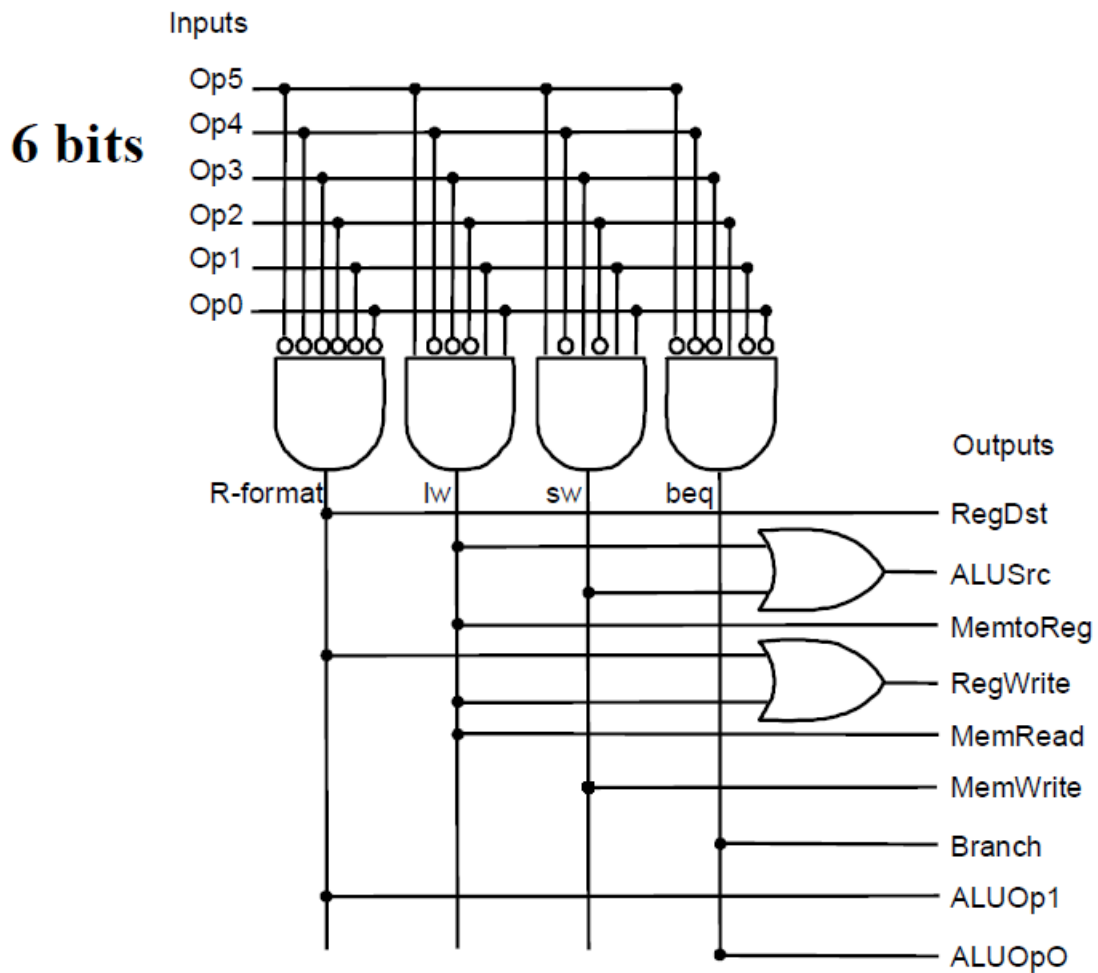 Inputs
Op5
6 bits
Op4
Op3
Op2
Op1
Op0
Outputs
R-format lw sw beq
RegDst
ALUSrc
MemtoReg
RegWrite
MemRead
MemWrite
Branch
ALUOp1
ALUOpO